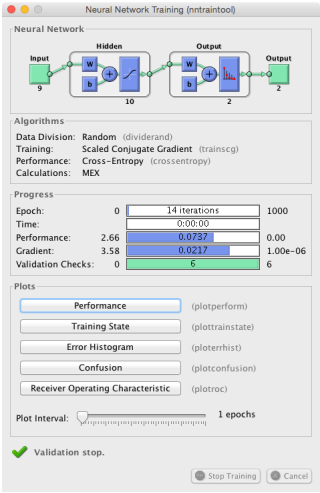 Neural Network Training (nntraintool)
Neural Network
Hidden Output
Input Output
W W
b b
+ +
9 10 2 2
Algorithms
Data Division: Random (dividerand)
Training: Scaled Conjugate Gradient (trainscg)
Performance: Cross-Entropy (crossentropy)
Calculations: MEX
Progress
Epoch: 0 14 iterations 1000
Time: 0:00:00
Performance: 2.66 0.0737 0.00
Gradient: 3.58 0.0217 1.00e-06
Validation Checks: 0 6 6
Plots
Performance (plotperform)
Training State (plottrainstate)
Error Histogram (ploterrhist)
Confusion (plotconfusion)
Receiver Operating Characteristic (plotroc)
Plot Interval: 1 epochs
Validation stop.
Stop Training Cancel